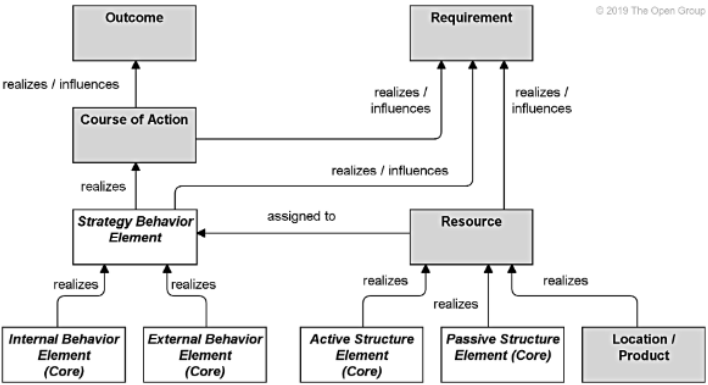 © 2019 The Open Group
Outcome
Requirement
realizes / influences
realizes /
influences
realizes /
influences
Course of Action
realizes
realizes / influences
Strategy Behavior
Element
assigned to
Resource
realizes
realizes
realizes
realizes
realizes
Internal Behavior
Element
(Core)
External Behavior
Element
(Core)
Active Structure
Element
(Core)
Passive Structure
Element (Core)
Location /
Product